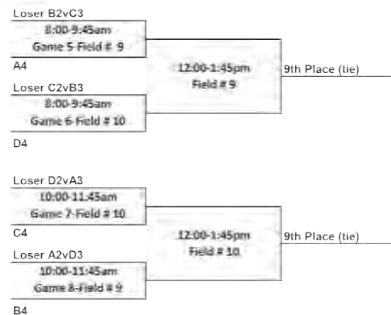 Loser B2vC3
8:00-9:45am
Game 5-Field # 9
A4
12:00-1:45pm
Field # 9
9th Place (tie)
Loser C2vB3
8:00-9:45am
Game 6-Field # 10
D4
Loser D2vA3
10:00-11:45am
Game 7-Field # 10
C4
12:00-1:45pm
Field # 10
9th Place (tie)
Loser A2vD3
10:00-11:45am
Game 8-Field # 9
B4